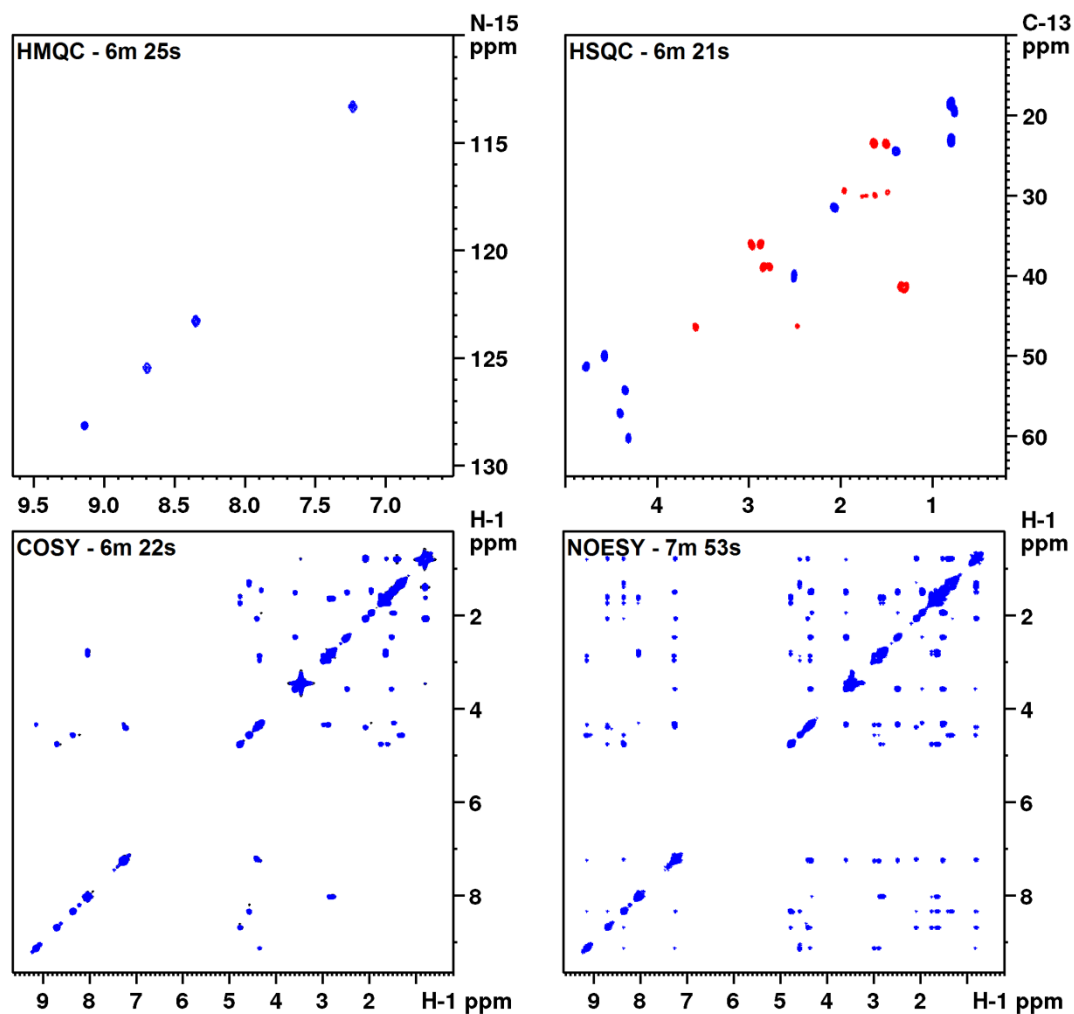 N-15
ppm
HMQC - 6m 25s
115
120
125
130
9.5 9.0 8.5 8.0 7.5 7.0
C-13
ppm
HSQC - 6m 21s
20
30
40
50
60
4 3 2 1
H-1
ppm
COSY - 6m 22s
2
4
6
8
9 8 7 6 5 4 3 2 H-1 ppm
H-1
ppm
NOESY - 7m 53s
2
4
6
8
9 8 7 6 5 4 3 2 H-1 ppm